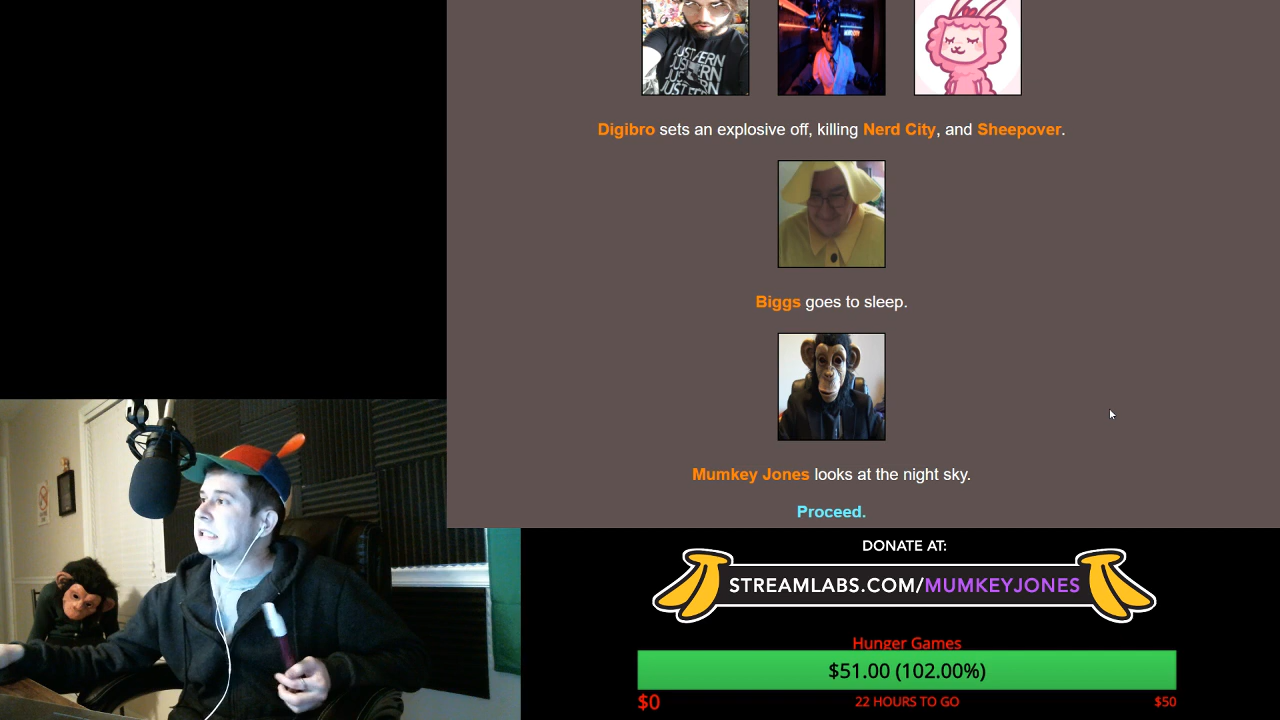 JUST VERN
Digibro sets an explosive off, killing Nerd City, and Sheepover.
Biggs goes to sleep.
Mumkey Jones looks at the night sky.
Proceed.
DONATE AT:
STREAMLABS.COM/MUMKEYJONES
Hunger Games
$51.00 (102.00%)
$0 22 HOURS TO GO $50